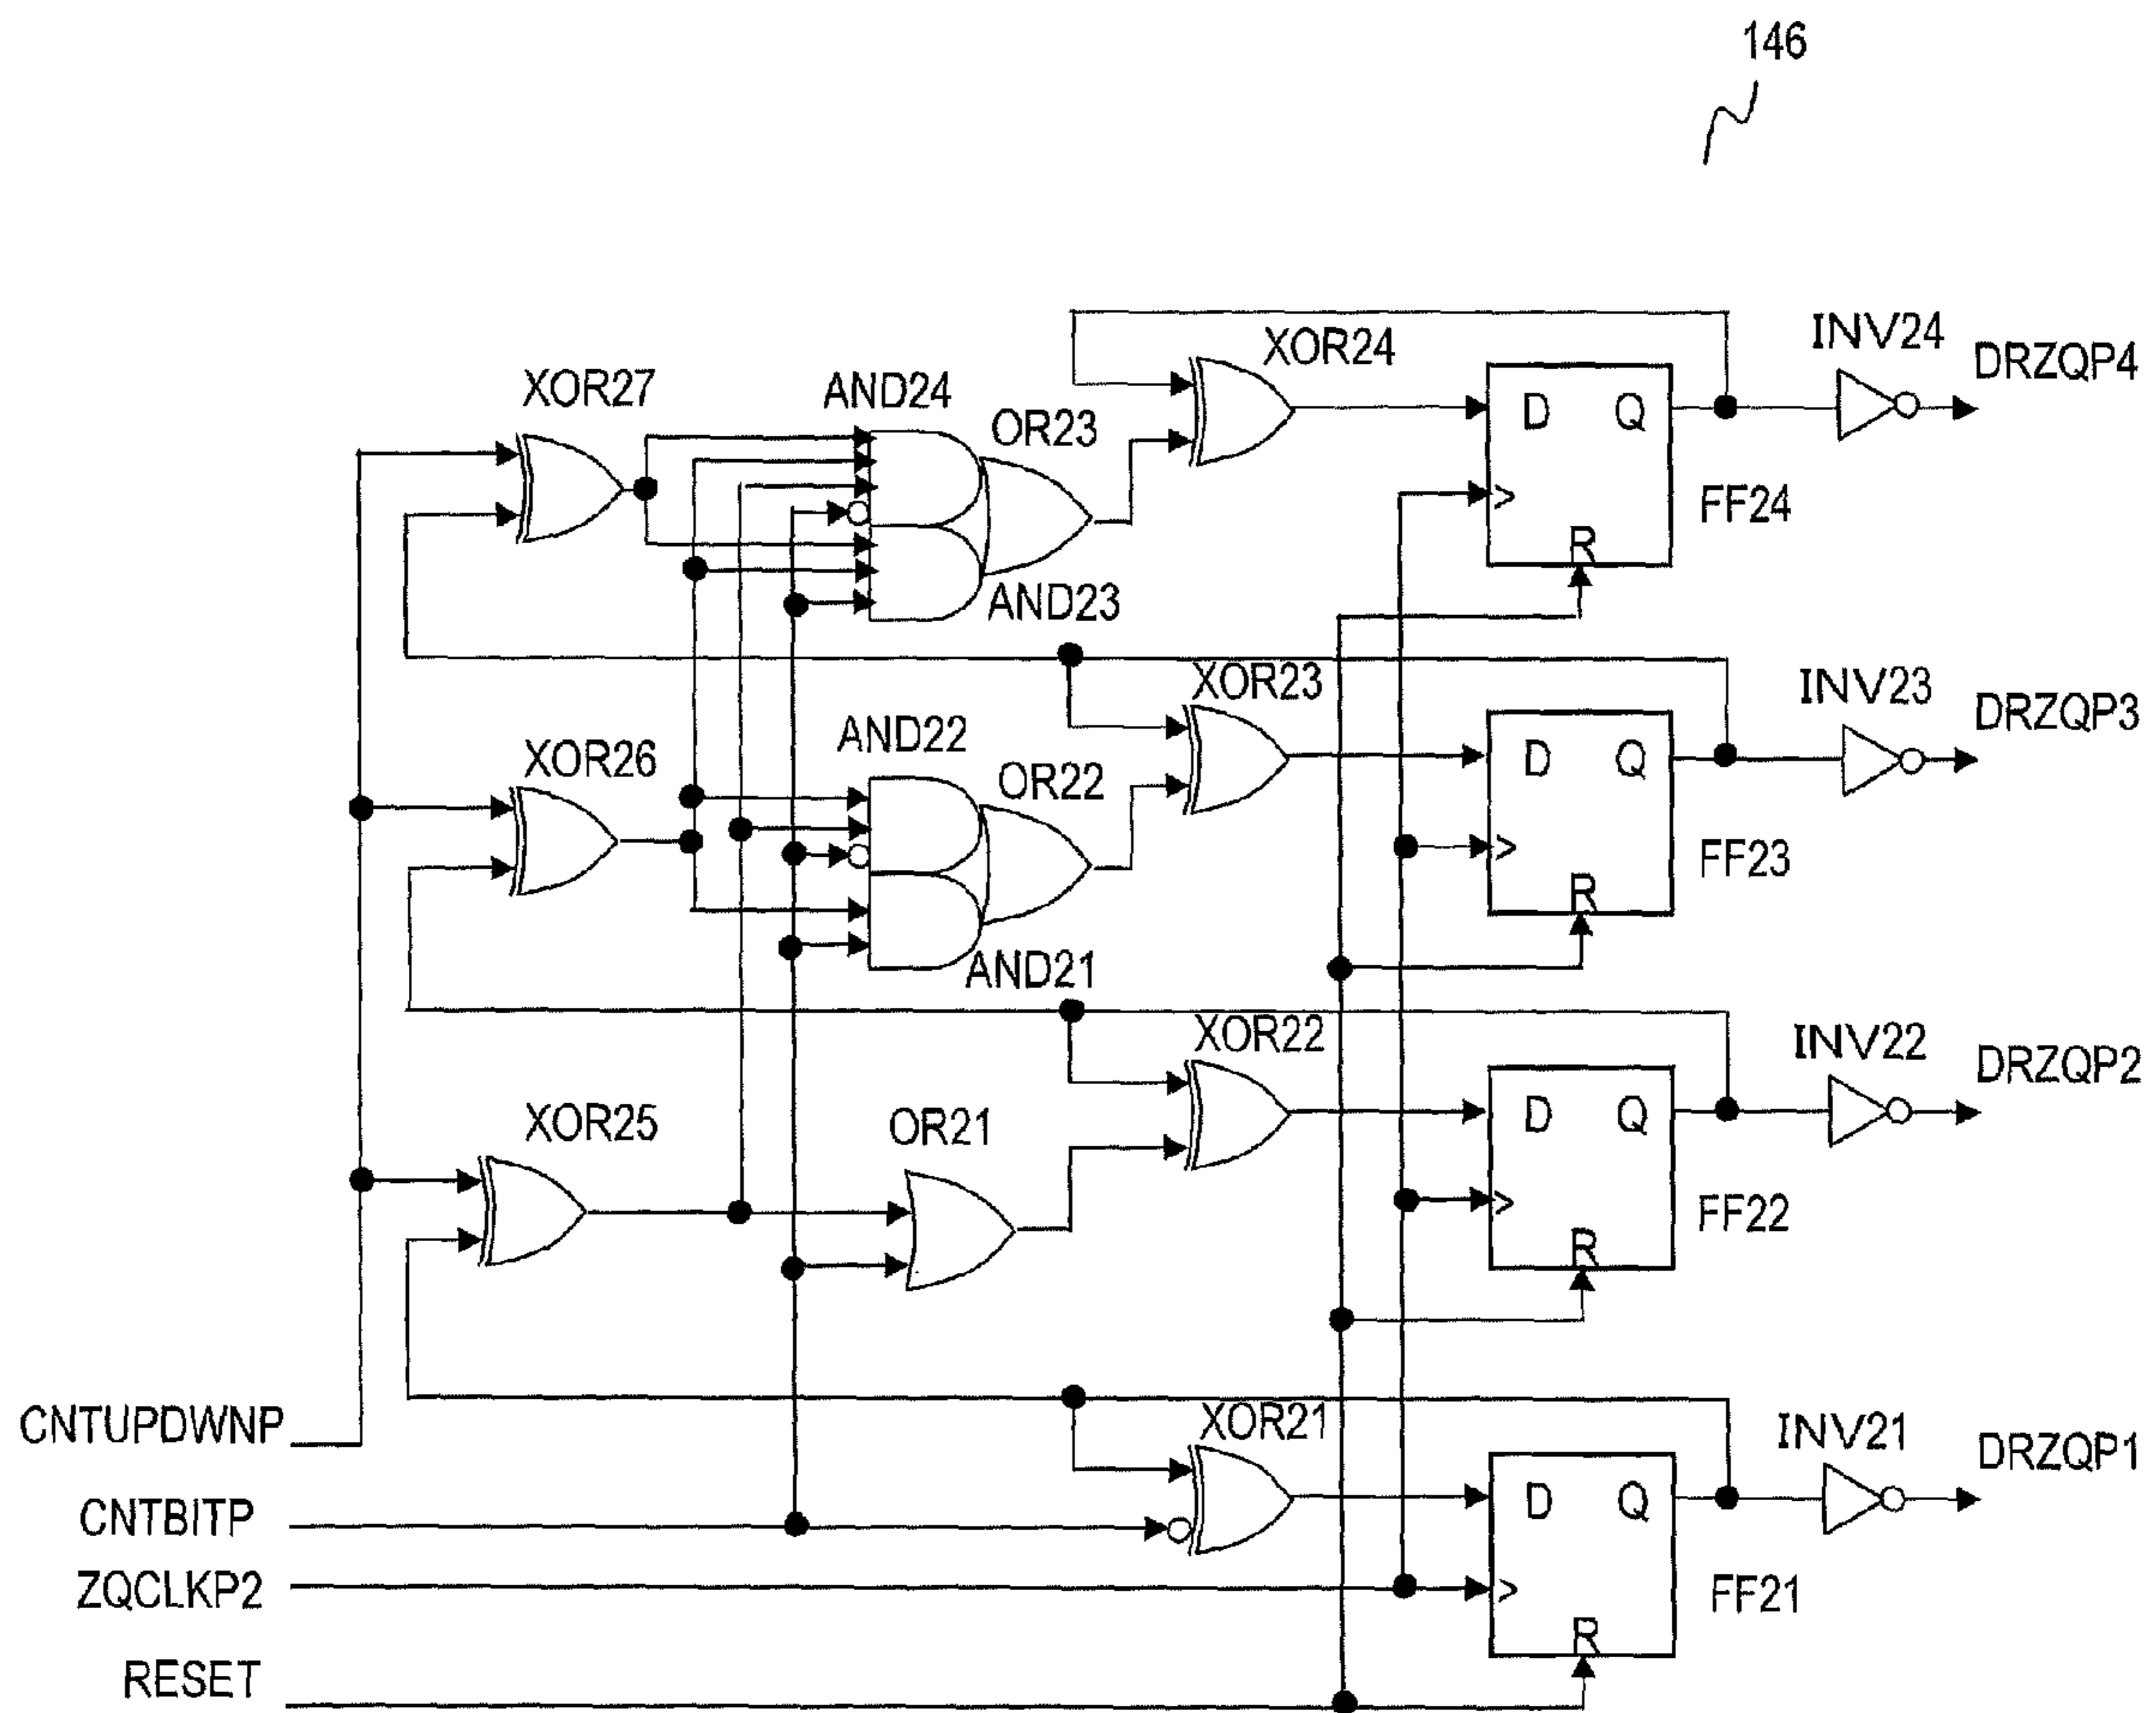 146
XOR24
INV24
DRZQP4
XOR27
AND24
OR23
D Q
FF24
R
AND23
XOR23
INV23
DRZQP3
XOR26
AND22
OR22
D Q
FF23
R
AND21
XOR22
INV22
DRZQP2
XOR25
OR21
D Q
FF22
R
CNTUPDWNP
XOR21
INV21
DRZQP1
CNTBITP
D Q
ZQCLKP2
FF21
R
RESET